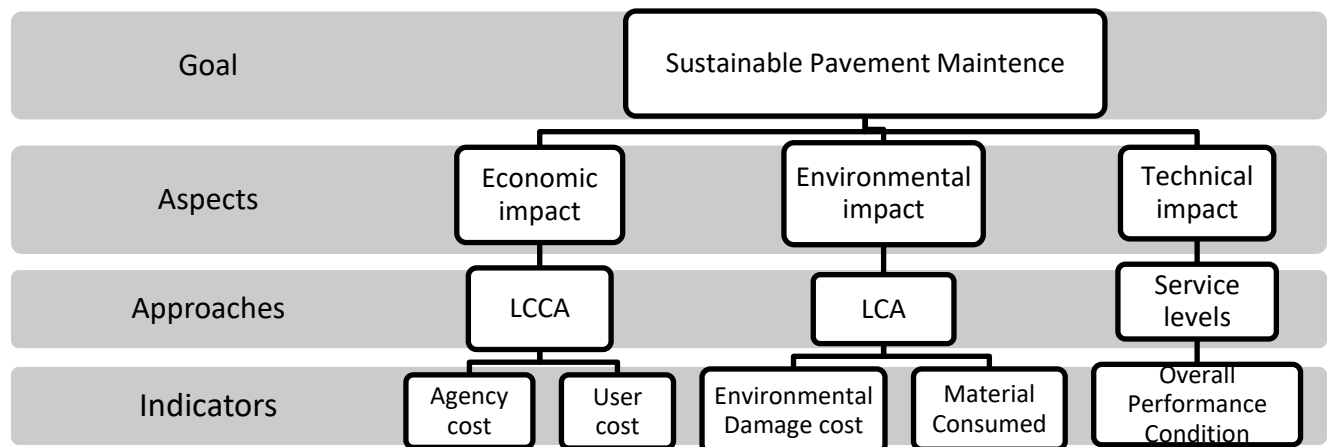 Goal
Sustainable Pavement Maintence
Aspects
Economic
impact
Environmental
impact
Technical
impact
Approaches
LCCA
LCA
Service
levels
Indicators
Agency
cost
User
cost
Environmental
Damage cost
Material
Consumed
Overall
Performance
Condition